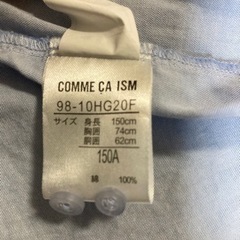 COMME ÇA ISM
98-10HG20F
サイズ 身長 150cm
胸囲 74cm
胴囲 62cm
150A
綿 100%